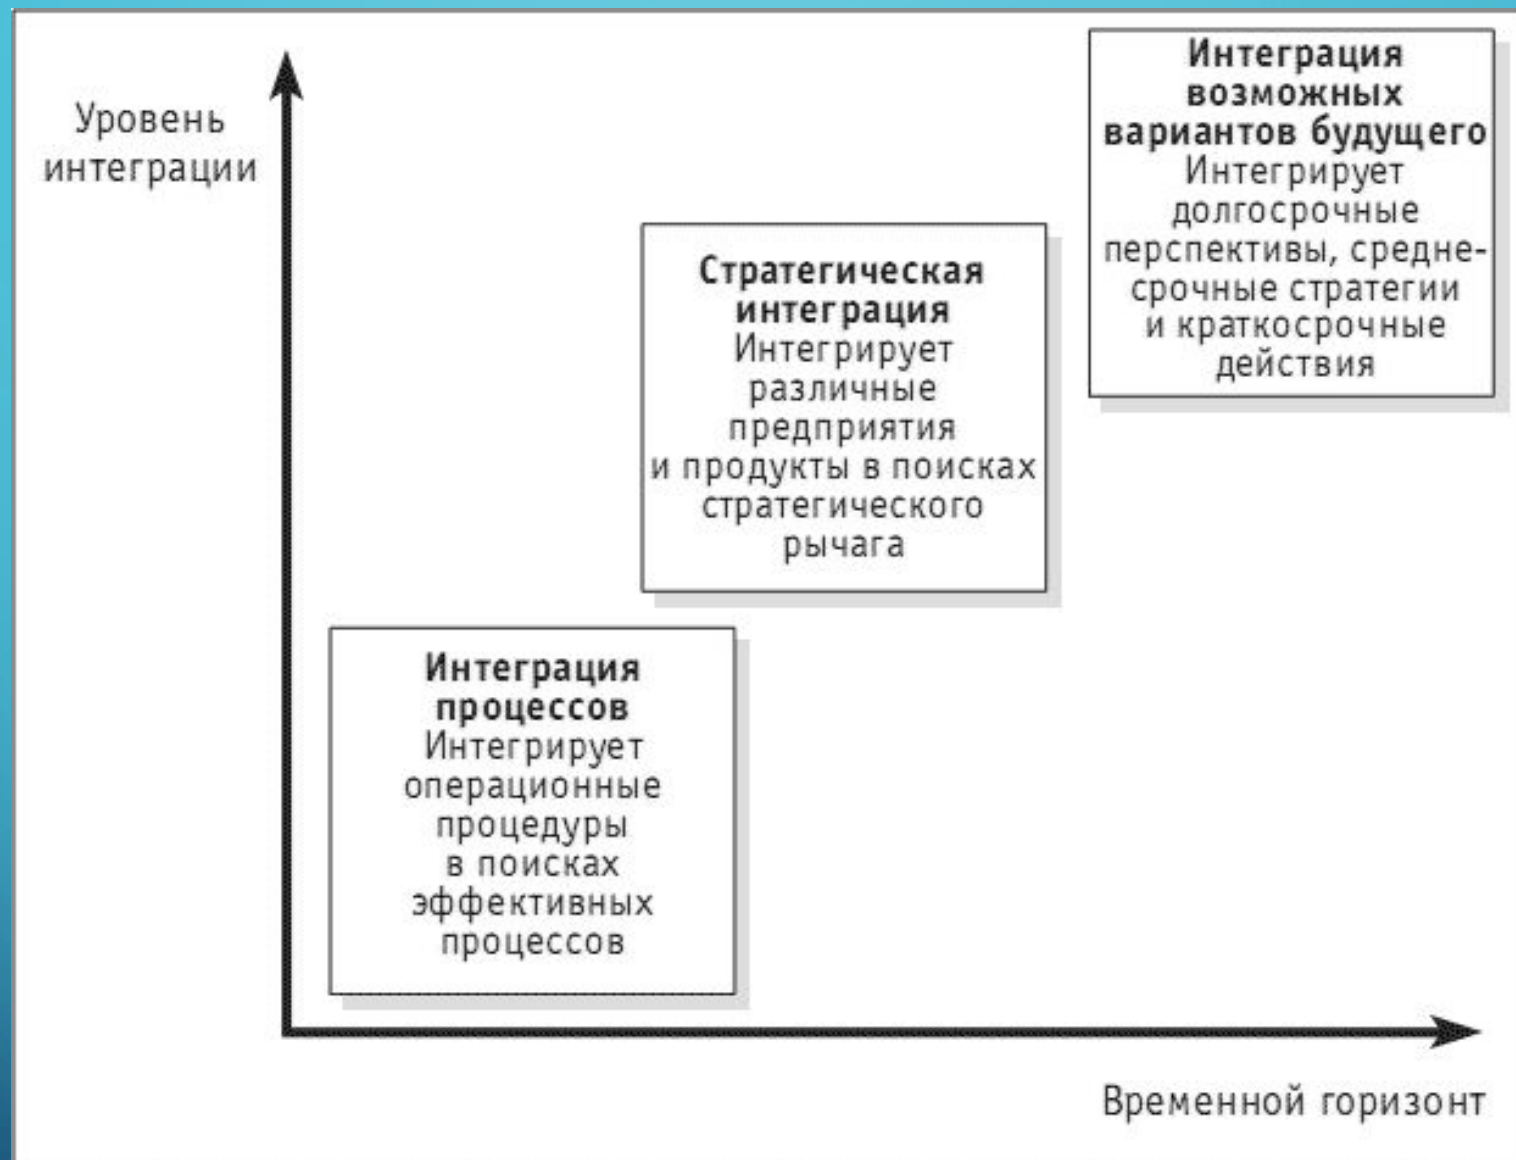 Уровень
интеграции
Интеграция
возможных
вариантов будущего
Интегрирует
долгосрочные
перспективы, средне-
срочные стратегии
и краткосрочные
действия
Стратегическая
интеграция
Интегрирует
различные
предприятия
и продукты в поисках
стратегического
рычага
Интеграция
процессов
Интегрирует
операционные
процедуры
в поисках
эффективных
процессов
Временной горизонт